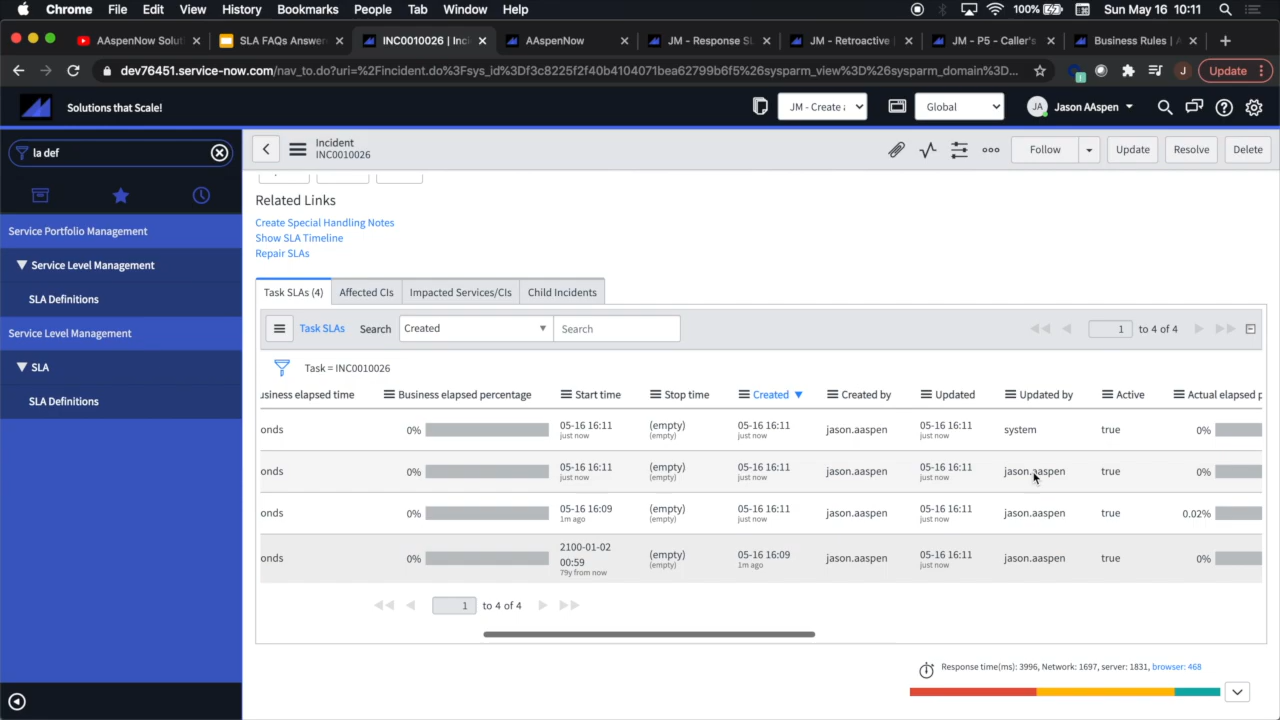 Chrome File Edit View History Bookmarks People Tab Window Help 100% Sun May 16 10:11
AAspenNow Soluti SLA FAQs Answer INC0010026 | Inc AAspenNow JM - Response SL JM - Retroactive JM - P5 - Caller's Business Rules | A
dev76451.service-now.com/nav_to.do?uri=%2Fincident.do%3Fsys_id%3Df3c8225f2f40b4104071bea62799b6f5%26sysparm_view%3D%26sysparm_domain%3D... J Update
Solutions that Scale! JM - Create a Global JA Jason AAspen
la def
Incident
INC0010026
Follow Update Resolve Delete
Service Portfolio Management
Service Level Management
SLA Definitions
Service Level Management
SLA
SLA Definitions
Related Links
Create Special Handling Notes
Show SLA Timeline
Repair SLAs
Task SLAs (4) Affected CIs Impacted Services/CIs Child Incidents
Task SLAs Search Created Search 1 to 4 of 4
Task = INC0010026
usiness elapsed time Business elapsed percentage Start time Stop time Created Created by Updated Updated by Active Actual elapsed p
onds 0% 05-16 16:11 (empty) 05-16 16:11 jason.aaspen 05-16 16:11 system true 0%
just now (empty) just now just now
onds 0% 05-16 16:11 (empty) 05-16 16:11 jason.aaspen 05-16 16:11 jason.aaspen true 0%
just now (empty) just now just now
onds 0% 05-16 16:09 (empty) 05-16 16:11 jason.aaspen 05-16 16:11 jason.aaspen true 0.02%
1m ago (empty) just now just now
onds 0% 2100-01-02 00:59 (empty) 05-16 16:09 jason.aaspen 05-16 16:11 jason.aaspen true 0%
79y from now (empty) 1m ago just now
1 to 4 of 4
Response time(ms): 3996, Network: 1697, server: 1831, browser: 468